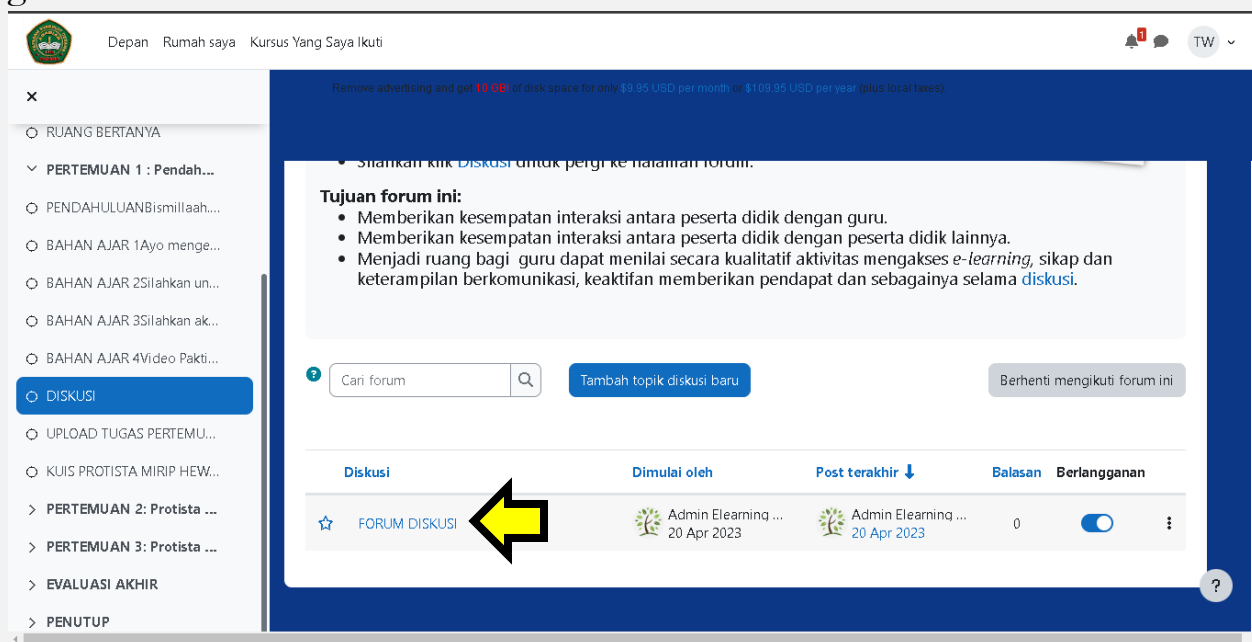 Depan Rumah saya Kursus Yang Saya Ikuti
1
TW
Remove advertising and get 10 GB! of disk space for only $9.95 USD per month or $109.95 USD per year (plus local taxes)
RUANG BERTANYA
PERTEMUAN 1 : Pendah...
PENDAHULUANBismillaah....
BAHAN AJAR 1Ayo menge...
BAHAN AJAR 2Silahkan un...
BAHAN AJAR 3Silahkan ak...
BAHAN AJAR 4Video Pakti...
DISKUSI
UPLOAD TUGAS PERTEMU...
KUIS PROTISTA MIRIP HEW...
PERTEMUAN 2: Protista ...
PERTEMUAN 3: Protista ...
EVALUASI AKHIR
PENUTUP
Silahkan klik Diskusi untuk pergi ke halaman forum.
Tujuan forum ini:
Memberikan kesempatan interaksi antara peserta didik dengan guru.
Memberikan kesempatan interaksi antara peserta didik dengan peserta didik lainnya.
Menjadi ruang bagi guru dapat menilai secara kualitatif aktivitas mengakses e-learning, sikap dan
keterampilan berkomunikasi, keaktifan memberikan pendapat dan sebagainya selama diskusi.
Cari forum
Tambah topik diskusi baru
Berhenti mengikuti forum ini
Diskusi Dimulai oleh Post terakhir Balasan Berlangganan
FORUM DISKUSI
Admin Elearning ...
20 Apr 2023
Admin Elearning ...
20 Apr 2023
0
?